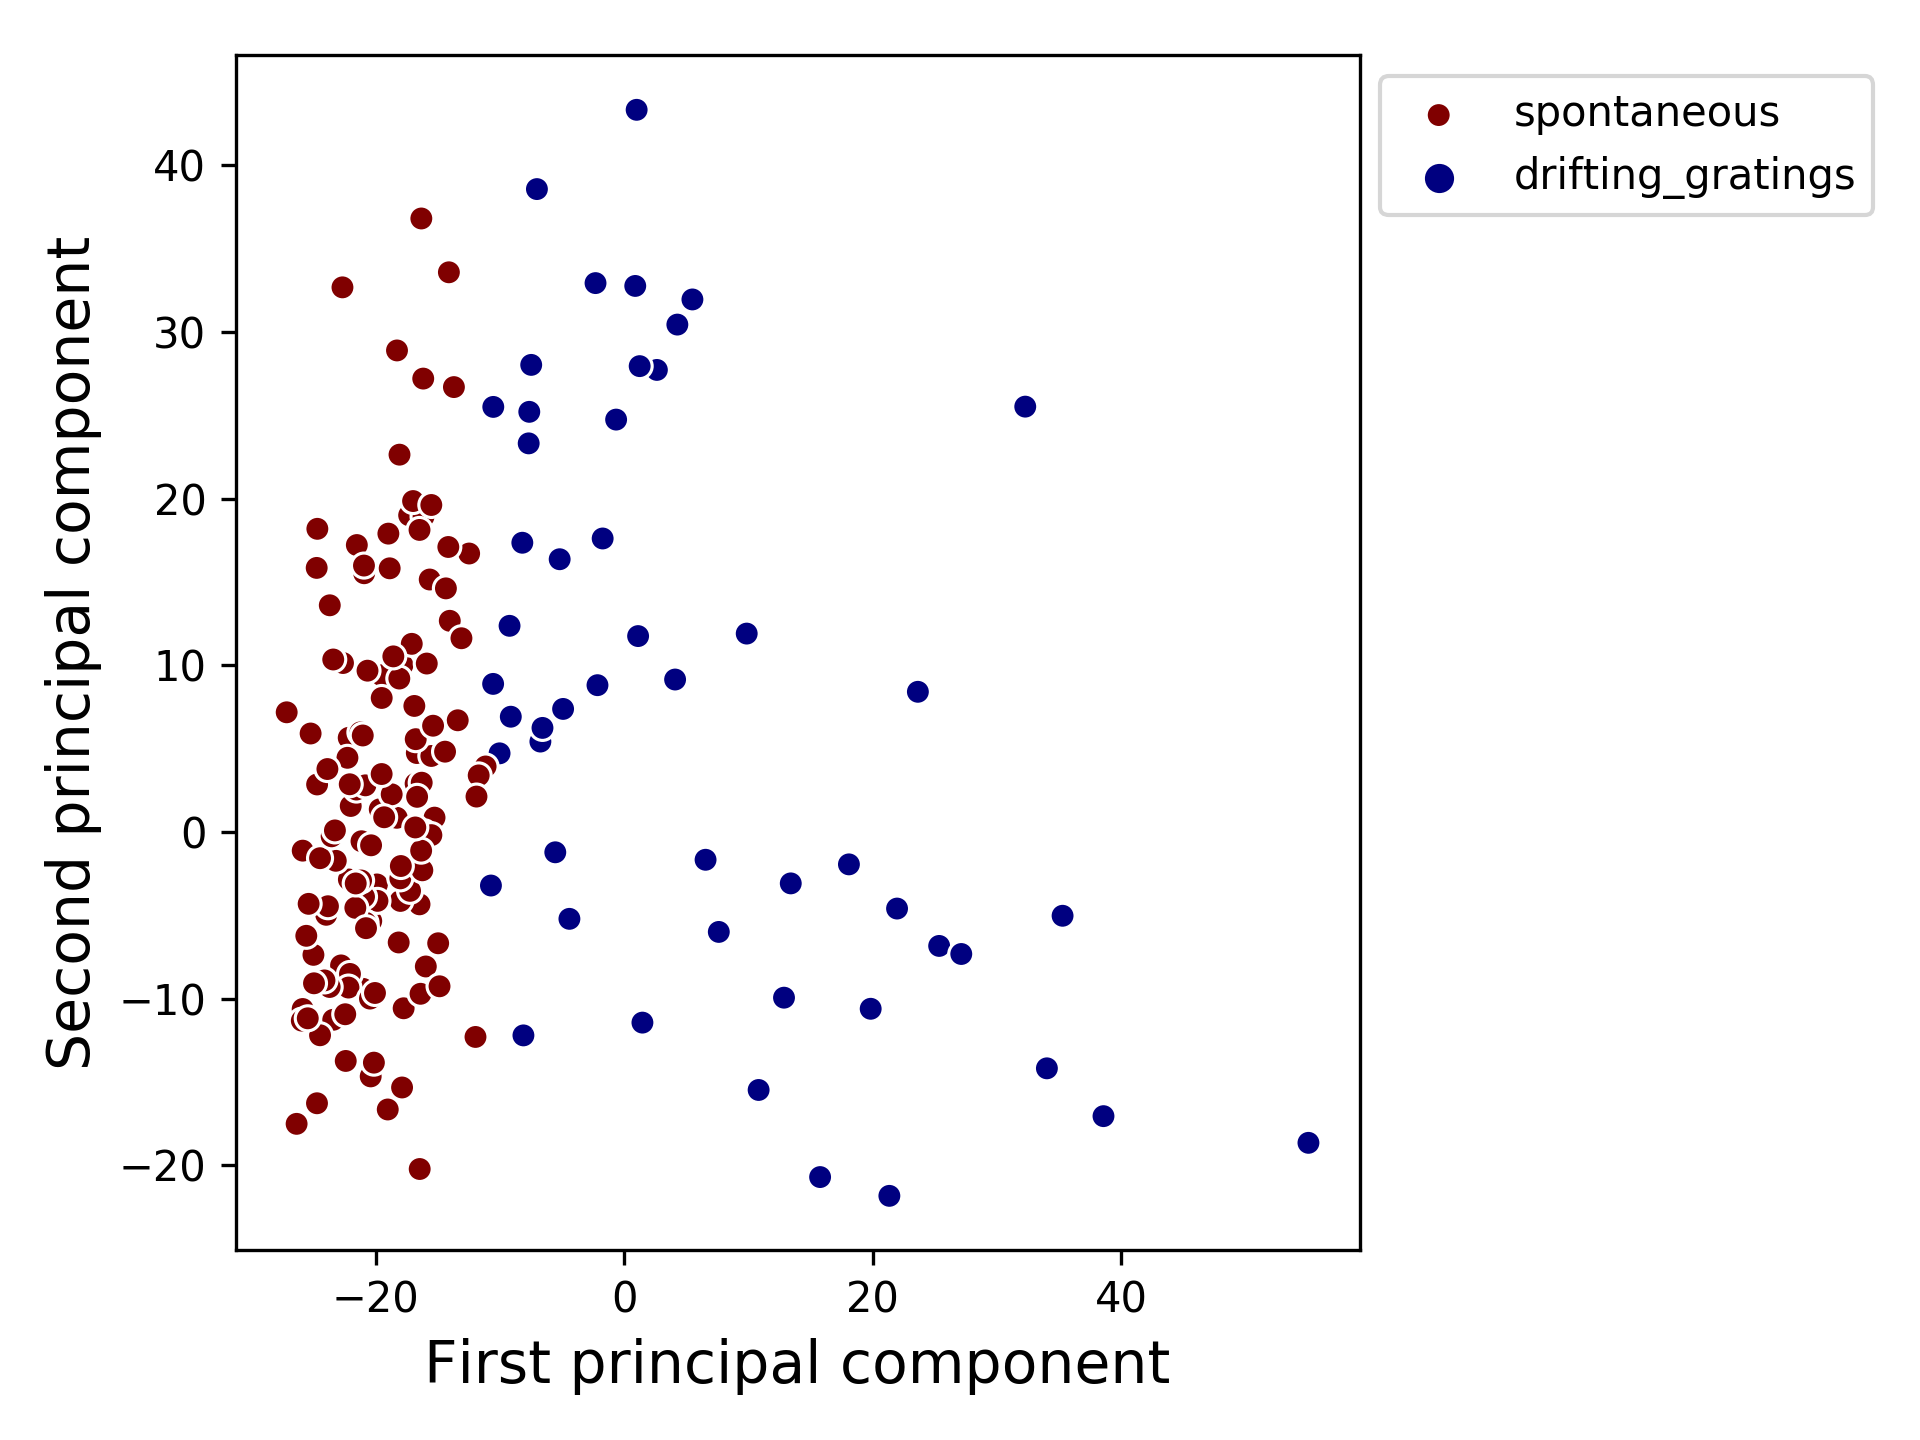 spontaneous
drifting_gratings
40
30
20
10
0
−10
−20
Second principal component
−20
0
20
40
First principal component